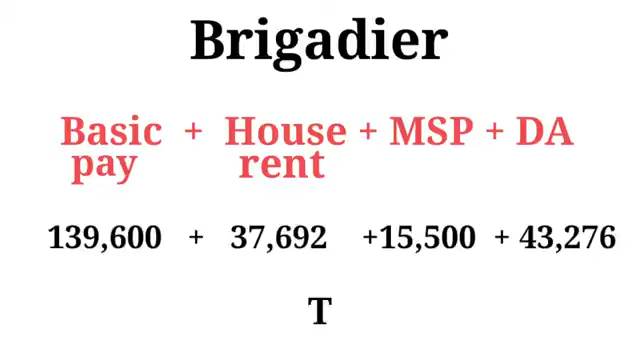 Brigadier
Basic + House + MSP + DA
pay rent
139,600 + 37,692 +15,500 + 43,276
T